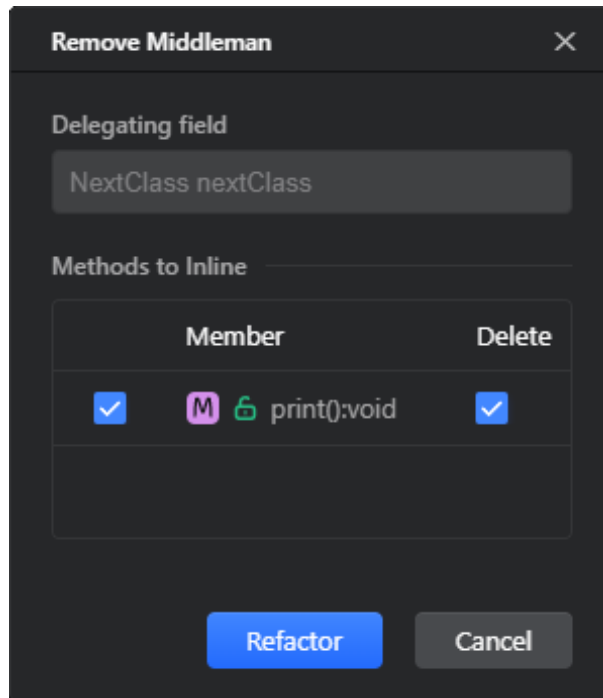 Remove Middleman
Delegating field
NextClass nextClass
Methods to Inline
Member Delete
M print():void
Refactor Cancel